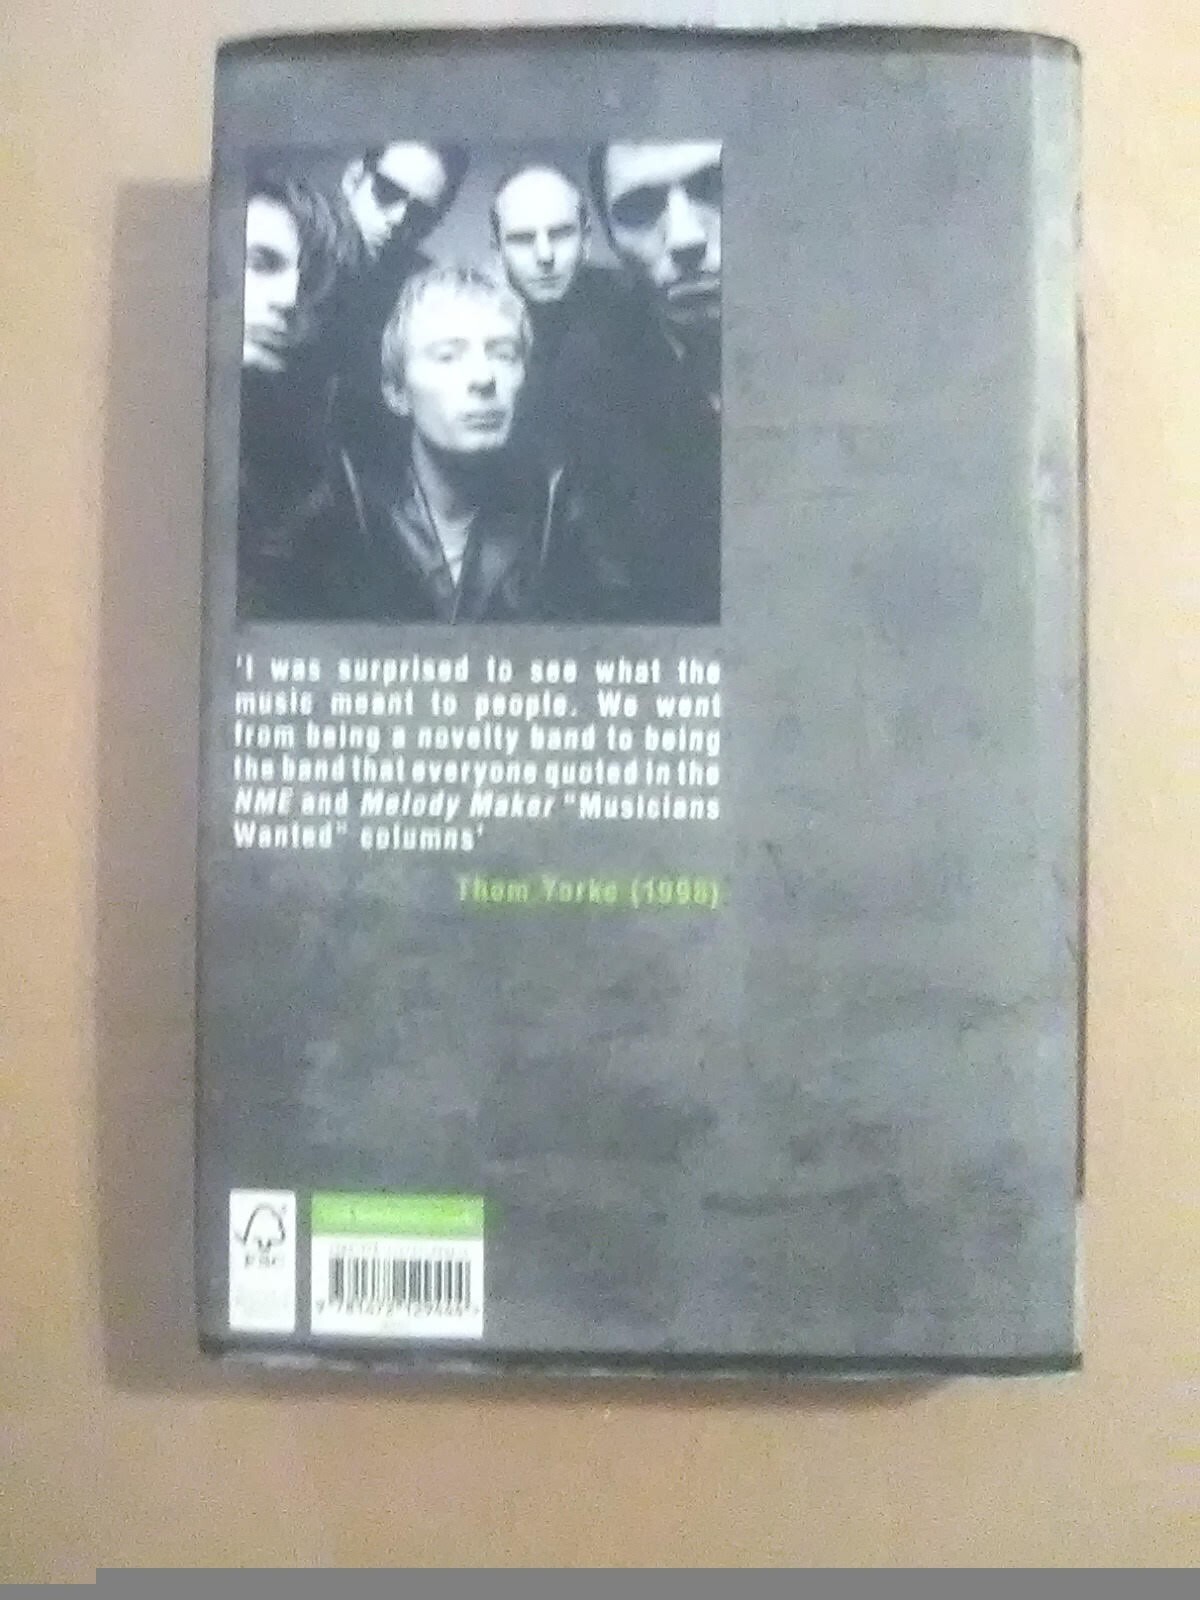 'I was surprised to see what the
music meant to people. We went
from being a novelty band to being
the band that everyone quoted in the
NME and Melody Maker "Musicians
Wanted" columns'
Thom Yorke (1998)
FSC